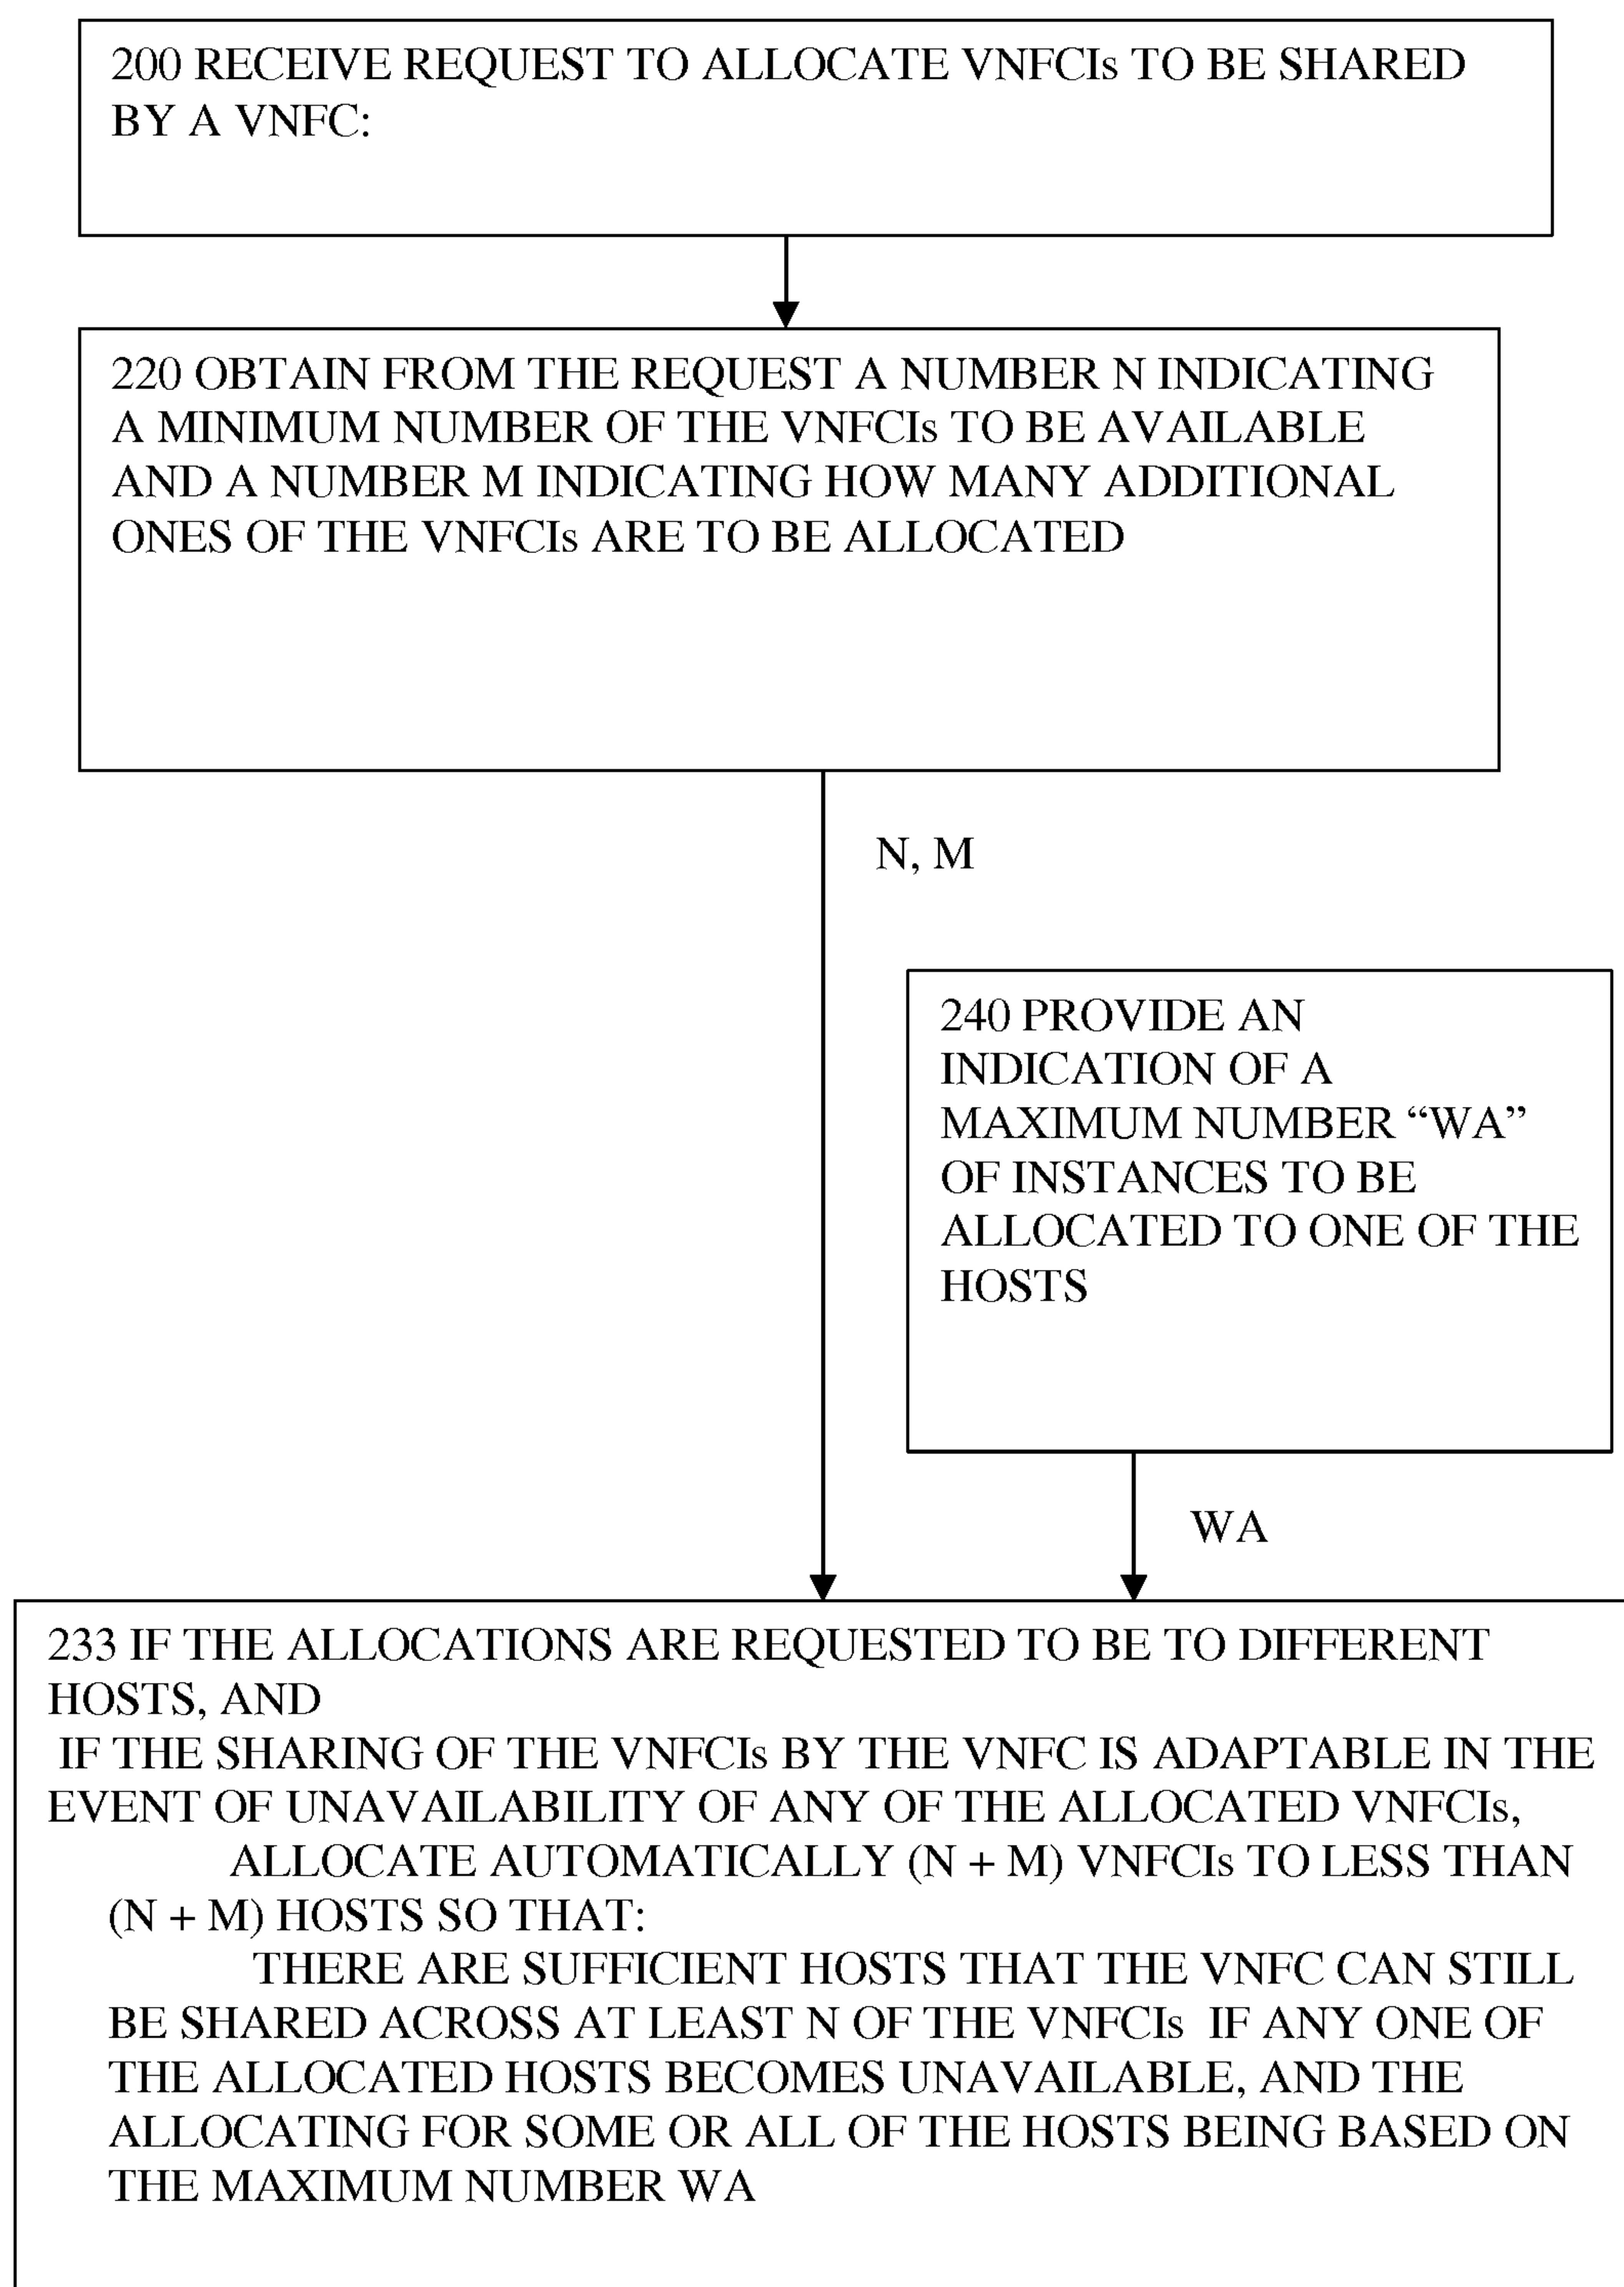 200 RECEIVE REQUEST TO ALLOCATE VNFCIs TO BE SHARED
BY A VNFC:
220 OBTAIN FROM THE REQUEST A NUMBER N INDICATING
A MINIMUM NUMBER OF THE VNFCIs TO BE AVAILABLE
AND A NUMBER M INDICATING HOW MANY ADDITIONAL
ONES OF THE VNFCIs ARE TO BE ALLOCATED
N, M
240 PROVIDE AN
INDICATION OF A
MAXIMUM NUMBER “WA”
OF INSTANCES TO BE
ALLOCATED TO ONE OF THE
HOSTS
WA
233 IF THE ALLOCATIONS ARE REQUESTED TO BE TO DIFFERENT
HOSTS, AND
IF THE SHARING OF THE VNFCIs BY THE VNFC IS ADAPTABLE IN THE
EVENT OF UNAVAILABILITY OF ANY OF THE ALLOCATED VNFCIs,
ALLOCATE AUTOMATICALLY (N + M) VNFCIs TO LESS THAN
(N + M) HOSTS SO THAT:
THERE ARE SUFFICIENT HOSTS THAT THE VNFC CAN STILL
BE SHARED ACROSS AT LEAST N OF THE VNFCIs IF ANY ONE OF
THE ALLOCATED HOSTS BECOMES UNAVAILABLE, AND THE
ALLOCATING FOR SOME OR ALL OF THE HOSTS BEING BASED ON
THE MAXIMUM NUMBER WA